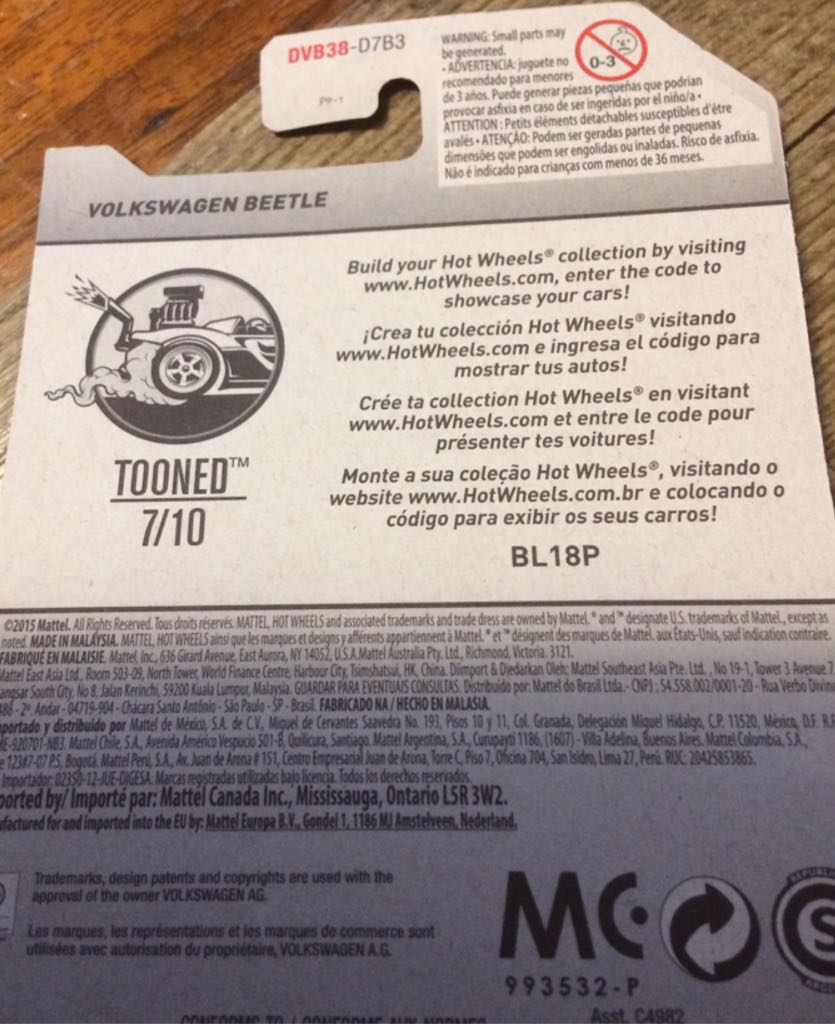 DVB38-D7B3
PP-1
WARNING: Small parts may
be generated.
• ADVERTENCIA: juguete no
recomendado para menores
de 3 años. Puede generar piezas pequeñas que podrían
provocar asfixia en caso de ser ingeridas por el niño/a •
ATTENTION : Petits éléments détachables susceptibles d'être
avalés • ATENÇÃO: Podem ser geradas partes de pequenas
dimensões que podem ser engolidas ou inaladas. Risco de asfixia.
Não é indicado para crianças com menos de 36 meses.
0-3
VOLKSWAGEN BEETLE
Build your Hot Wheels® collection by visiting
www.HotWheels.com, enter the code to
showcase your cars!
¡Crea tu colección Hot Wheels® visitando
www.HotWheels.com e ingresa el código para
mostrar tus autos!
Crée ta collection Hot Wheels® en visitant
www.HotWheels.com et entre le code pour
présenter tes voitures!
Monte a sua coleção Hot Wheels®, visitando o
website www.HotWheels.com.br e colocando o
código para exibir os seus carros!
BL18P
TOONED™
7/10
©2015 Mattel. All Rights Reserved. Tous droits réservés. MATTEL, HOT WHEELS and associated trademarks and trade dress are owned by Mattel. ® and ™ designate U.S. trademarks of Mattel., except as
noted. MADE IN MALAYSIA. MATTEL, HOT WHEELS ainsi que les marques et designs y afférents appartiennent à Mattel. ® et ™ désignent des marques de Mattel. aux États-Unis, sauf indication contraire.
FABRIQUÉ EN MALAISIE. Mattel, Inc., 636 Girard Avenue, East Aurora, NY 14052, U.S.A. Mattel Australia Pty. Ltd., Richmond, Victoria. 3121.
Mattel East Asia Ltd., Room 503-09, North Tower, World Finance Centre, Harbour City, Tsimshatsui, HK, China. Diimport & Diedarkan Oleh: Mattel Southeast Asia Pte. Ltd. , No 19-1, Tower 3 Avenue 7
angsar South City, No 8, Jalan Kerinchi, 59200 Kuala Lumpur, Malaysia. GUARDAR PARA EVENTUAIS CONSULTAS. Distribuido por: Mattel do Brasil Ltda.- CNPJ : 54.558.002/0001-20 - Rua Verbo Divino
488 - 2º. Andar - 04719-904 - Chácara Santo Antônio - São Paulo - SP - Brasil. FABRICADO NA / HECHO EN MALASIA.
portado y distribuido por Mattel de México, S.A. de C.V., Miguel de Cervantes Saavedra No. 193, Pisos 10 y 11, Col. Granada, Delegación Miguel Hidalgo, C.P. 11520, México, D.F. R.F
ME-920701-NB3. Mattel Chile, S.A., Avenida Américo Vespucio 501-B, Quilicura, Santiago. Mattel Argentina, S.A., Curupaytí 1186, (1607) - Villa Adelina, Buenos Aires. Mattel Colombia, S.A.,
123#7-07 P.5, Bogotá. Mattel Perú, S.A., Av. Juan de Arona # 151, Centro Empresarial Juan de Arona, Torre C, Piso 7, Oficina 704, San Isidro, Lima 27, Perú. RUC: 20425853865.
Importador: 02350-12-JUE-DIGESA. Marcas registradas utilizadas bajo licencia. Todos los derechos reservados.
ported by/ Importé par: Mattel Canada Inc., Mississauga, Ontario L5R 3W2.
ufactured for and imported into the EU by: Mattel Europa B.V., Gondel 1, 1186 MJ Amstelveen, Nederland.
Trademarks, design patents and copyrights are used with the
approval of the owner VOLKSWAGEN AG.
Les marques, les représentations et les marques de commerce sont
utilisées avec autorisation du propriétaire, VOLKSWAGEN A.G.
MC
993532-P
S
Asst. C4982
CONFORMS TO / CONFORME AUX NORMES